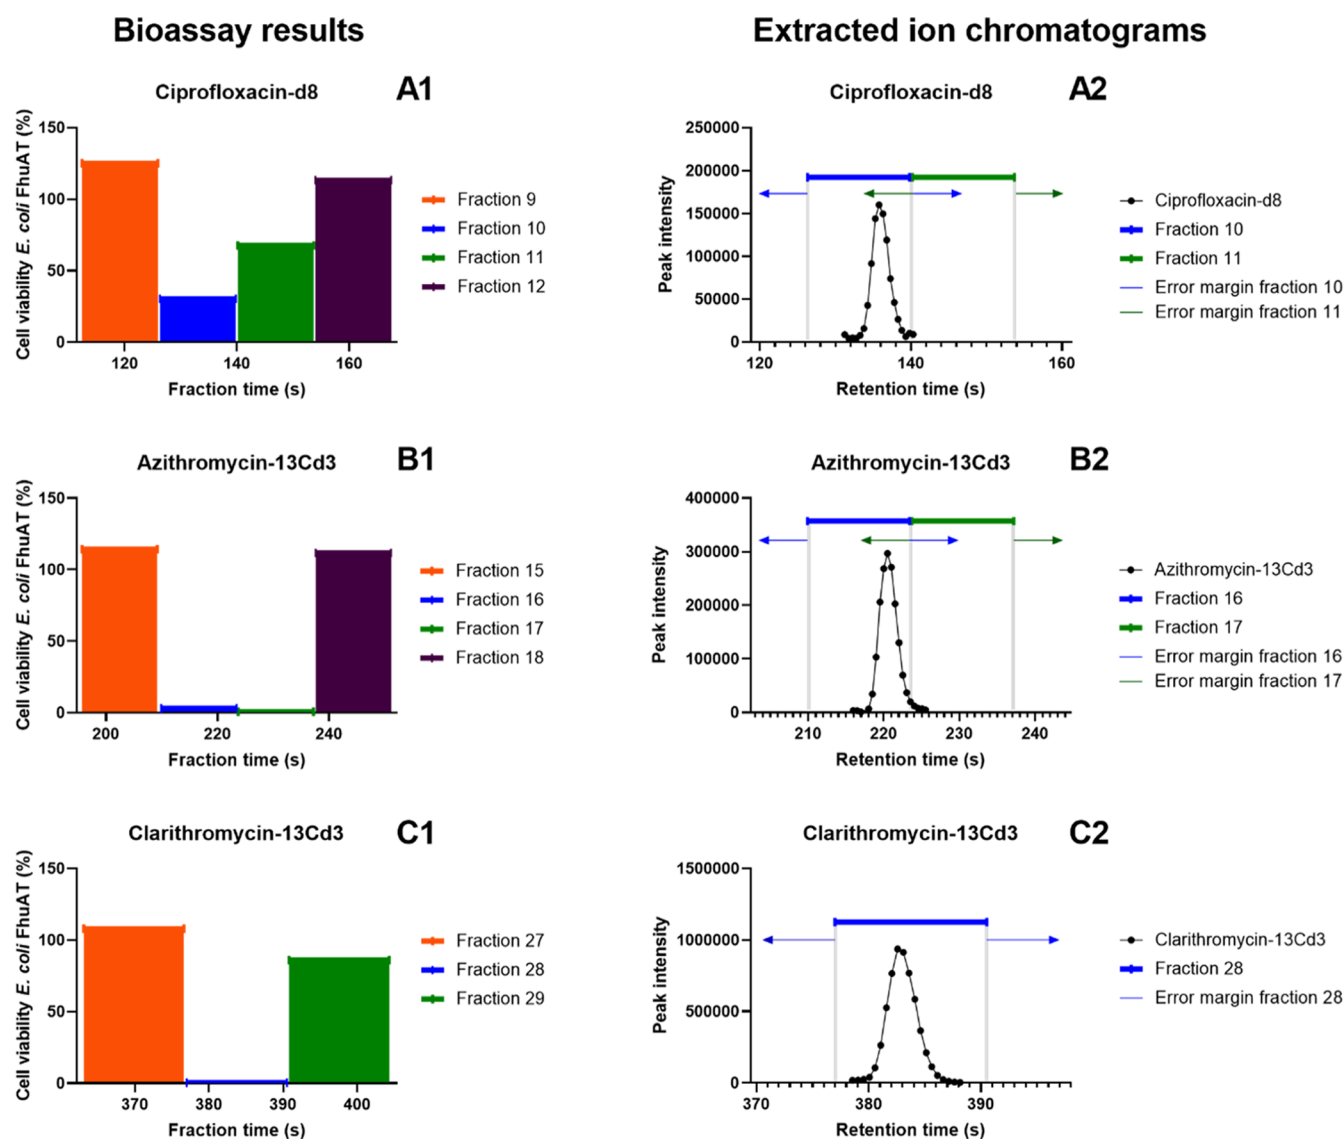 Bioassay results
Extracted ion chromatograms
Ciprofloxacin-d8
A1
Cell viability E. coli FhuAT (%)
150
100
50
0
120 140 160
Fraction time (s)
Fraction 9
Fraction 10
Fraction 11
Fraction 12
Ciprofloxacin-d8
A2
Peak intensity
250000
200000
150000
100000
50000
0
120 140 160
Retention time (s)
Ciprofloxacin-d8
Fraction 10
Fraction 11
Error margin fraction 10
Error margin fraction 11
Azithromycin-13Cd3
B1
Cell viability E. coli FhuAT (%)
150
100
50
0
200 220 240
Fraction time (s)
Fraction 15
Fraction 16
Fraction 17
Fraction 18
Azithromycin-13Cd3
B2
Peak intensity
400000
300000
200000
100000
0
210 220 230 240
Retention time (s)
Azithromycin-13Cd3
Fraction 16
Fraction 17
Error margin fraction 16
Error margin fraction 17
Clarithromycin-13Cd3
C1
Cell viability E. coli FhuAT (%)
150
100
50
0
370 380 390 400
Fraction time (s)
Fraction 27
Fraction 28
Fraction 29
Clarithromycin-13Cd3
C2
Peak intensity
1500000
1000000
500000
0
370 380 390
Retention time (s)
Clarithromycin-13Cd3
Fraction 28
Error margin fraction 28